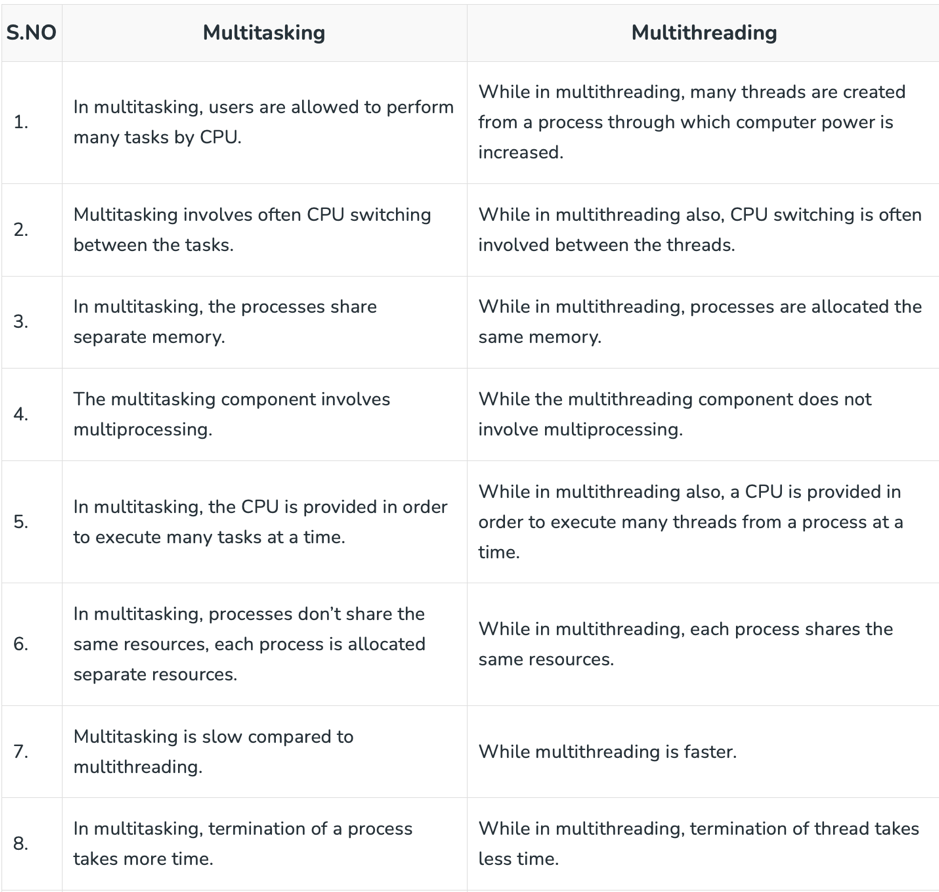 S.NO Multitasking Multithreading
1.
In multitasking, users are allowed to perform
many tasks by CPU.
While in multithreading, many threads are created
from a process through which computer power is
increased.
2.
Multitasking involves often CPU switching
between the tasks.
While in multithreading also, CPU switching is often
involved between the threads.
3.
In multitasking, the processes share
separate memory.
While in multithreading, processes are allocated the
same memory.
4.
The multitasking component involves
multiprocessing.
While the multithreading component does not
involve multiprocessing.
5.
In multitasking, the CPU is provided in order
to execute many tasks at a time.
While in multithreading also, a CPU is provided in
order to execute many threads from a process at a
time.
6.
In multitasking, processes don’t share the
same resources, each process is allocated
separate resources.
While in multithreading, each process shares the
same resources.
7.
Multitasking is slow compared to
multithreading.
While multithreading is faster.
8.
In multitasking, termination of a process
takes more time.
While in multithreading, termination of thread takes
less time.